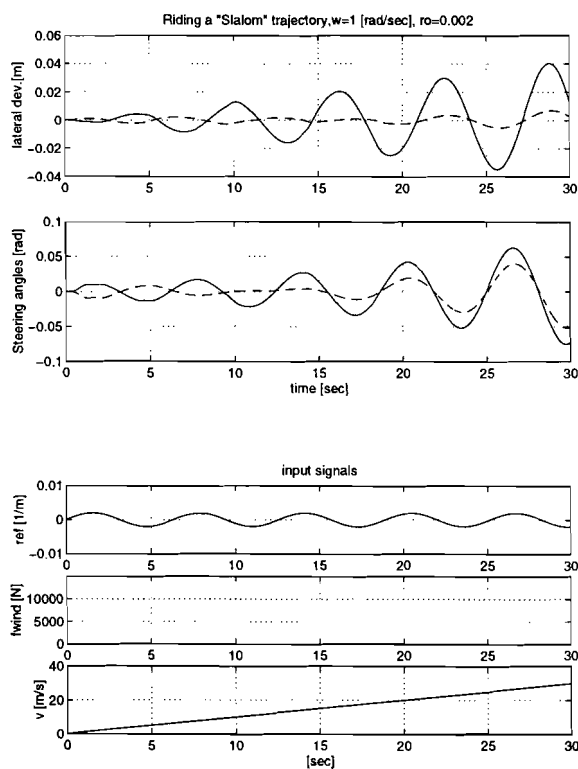 Riding a "Slalom" trajectory,w=1 [rad/sec], ro=0.002
lateral dev.[m]
0.06
0.04
0.02
0
−0.02
−0.04
0 5 10 15 20 25 30
Steering angles [rad]
0.1
0.05
0
−0.05
−0.1
0 5 10 15 20 25 30
time [sec]
input signals
ref [1/m]
0.01
0
−0.01
0 5 10 15 20 25 30
fwind [N]
10000
5000
0
0 5 10 15 20 25 30
v [m/s]
40
20
0
0 5 10 15 20 25 30
[sec]